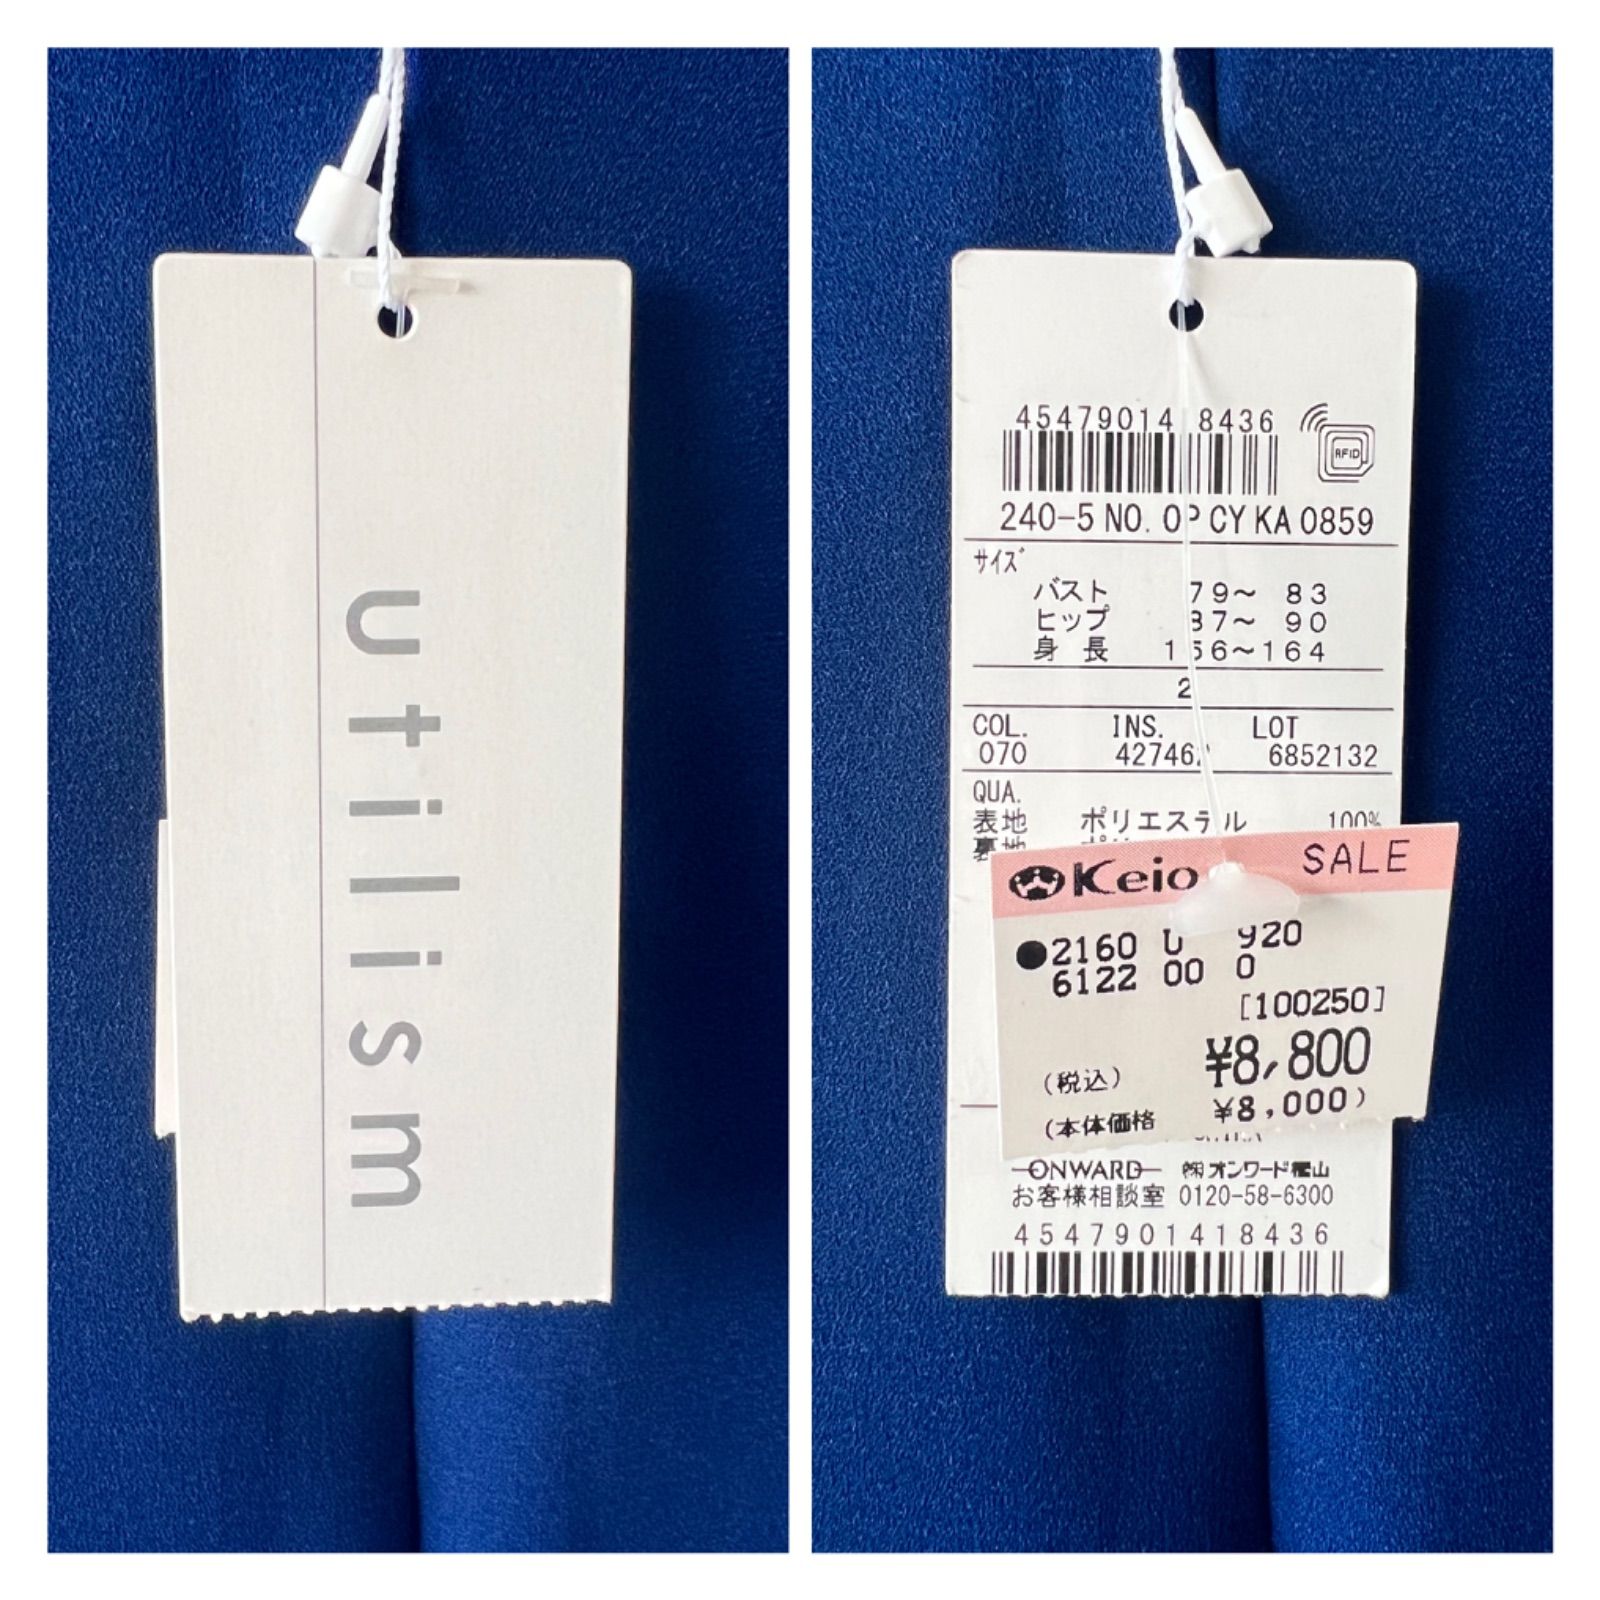 utilism
45479014 8436
RFID
240-5 NO. OP CY KA 0859
サイズ
バスト 79〜 83
ヒップ 87〜 90
身 長 156〜164
2
COL. INS. LOT
070 427462 6852132
QUA.
表地 ポリエステル 100%
裏地
Keio SALE
●2160 U 920
6122 00 0
[100250]
(税込) ¥8,800
(本体価格 ¥8,000)
ONWARD ㈱オンワード樫山
お客様相談室 0120-58-6300
4547901418436